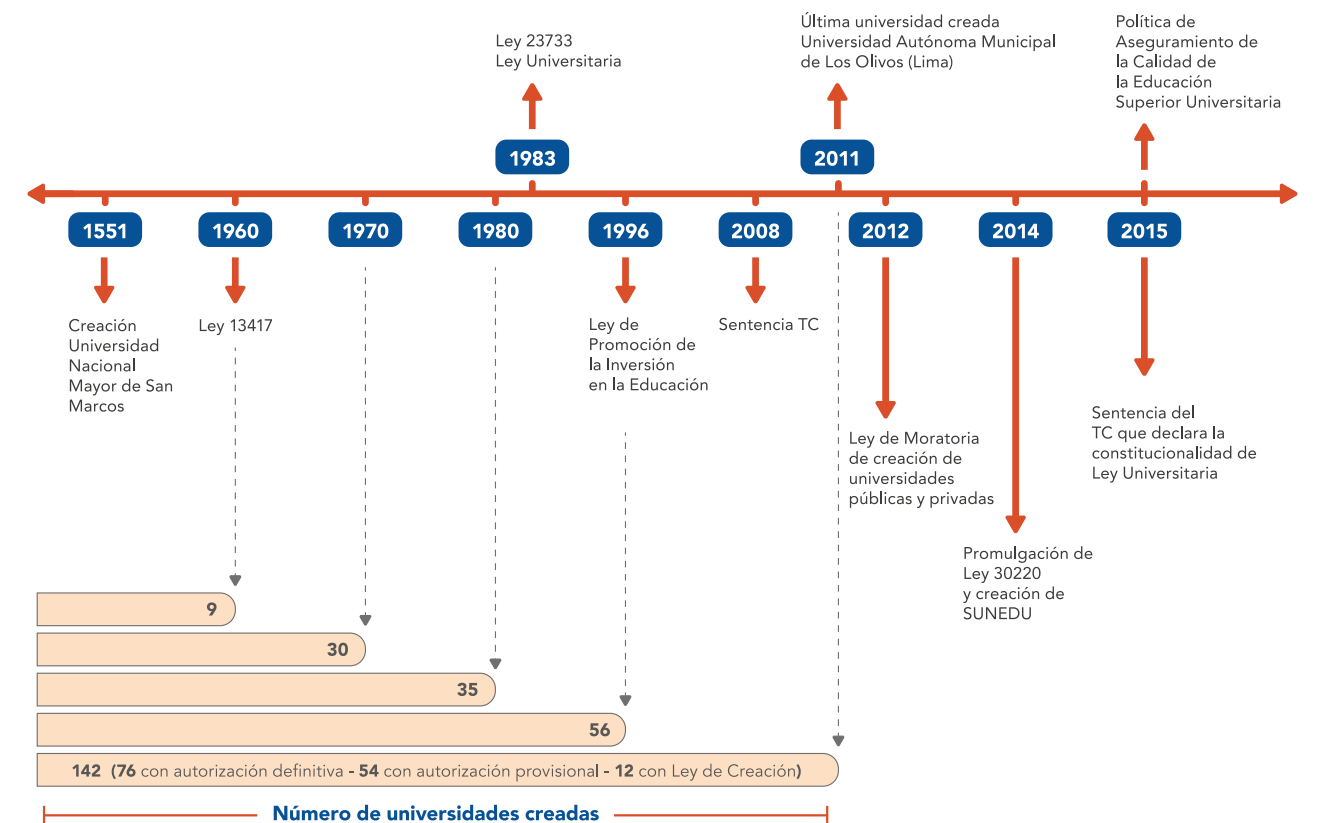 Ley 23733
Ley Universitaria
Última universidad creada
Universidad Autónoma Municipal
de Los Olivos (Lima)
Política de
Aseguramiento de
la Calidad de
la Educación
Superior Universitaria
1983
2011
1551
1960
1970
1980
1996
2008
2012
2014
2015
Creación
Universidad
Nacional
Mayor de San
Marcos
Ley 13417
Ley de
Promoción de
la Inversión
en la Educación
Sentencia TC
Ley de Moratoria
de creación de
universidades
públicas y privadas
Promulgación de
Ley 30220
y creación de
SUNEDU
Sentencia del
TC que declara la
constitucionalidad de
Ley Universitaria
9
30
35
56
142 (76 con autorización definitiva - 54 con autorización provisional - 12 con Ley de Creación)
Número de universidades creadas